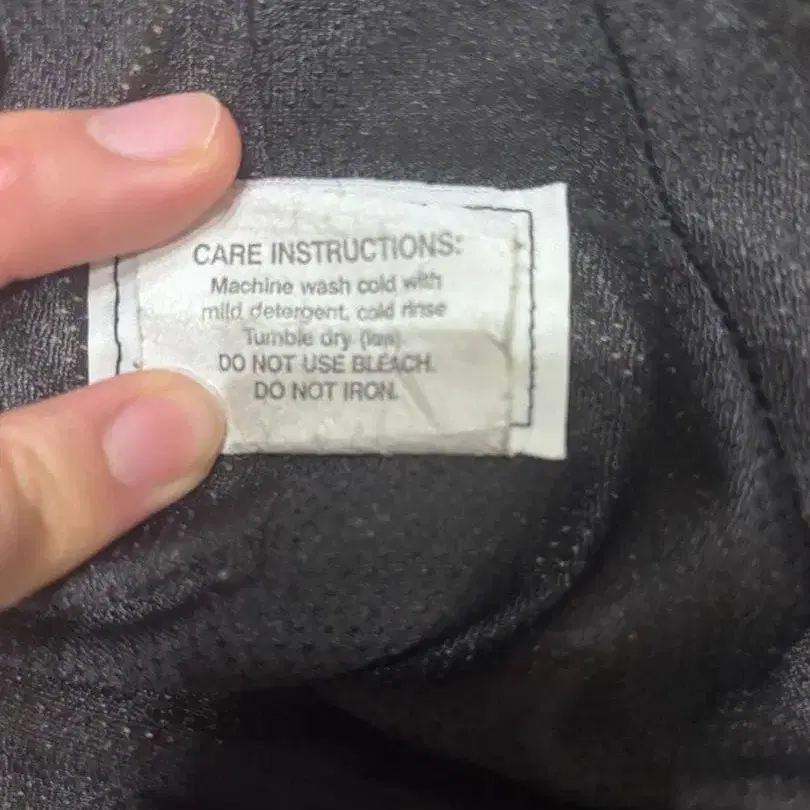 CARE INSTRUCTIONS:
Machine wash cold with
mild detergent, cold rinse
Tumble dry (low).
DO NOT USE BLEACH.
DO NOT IRON.